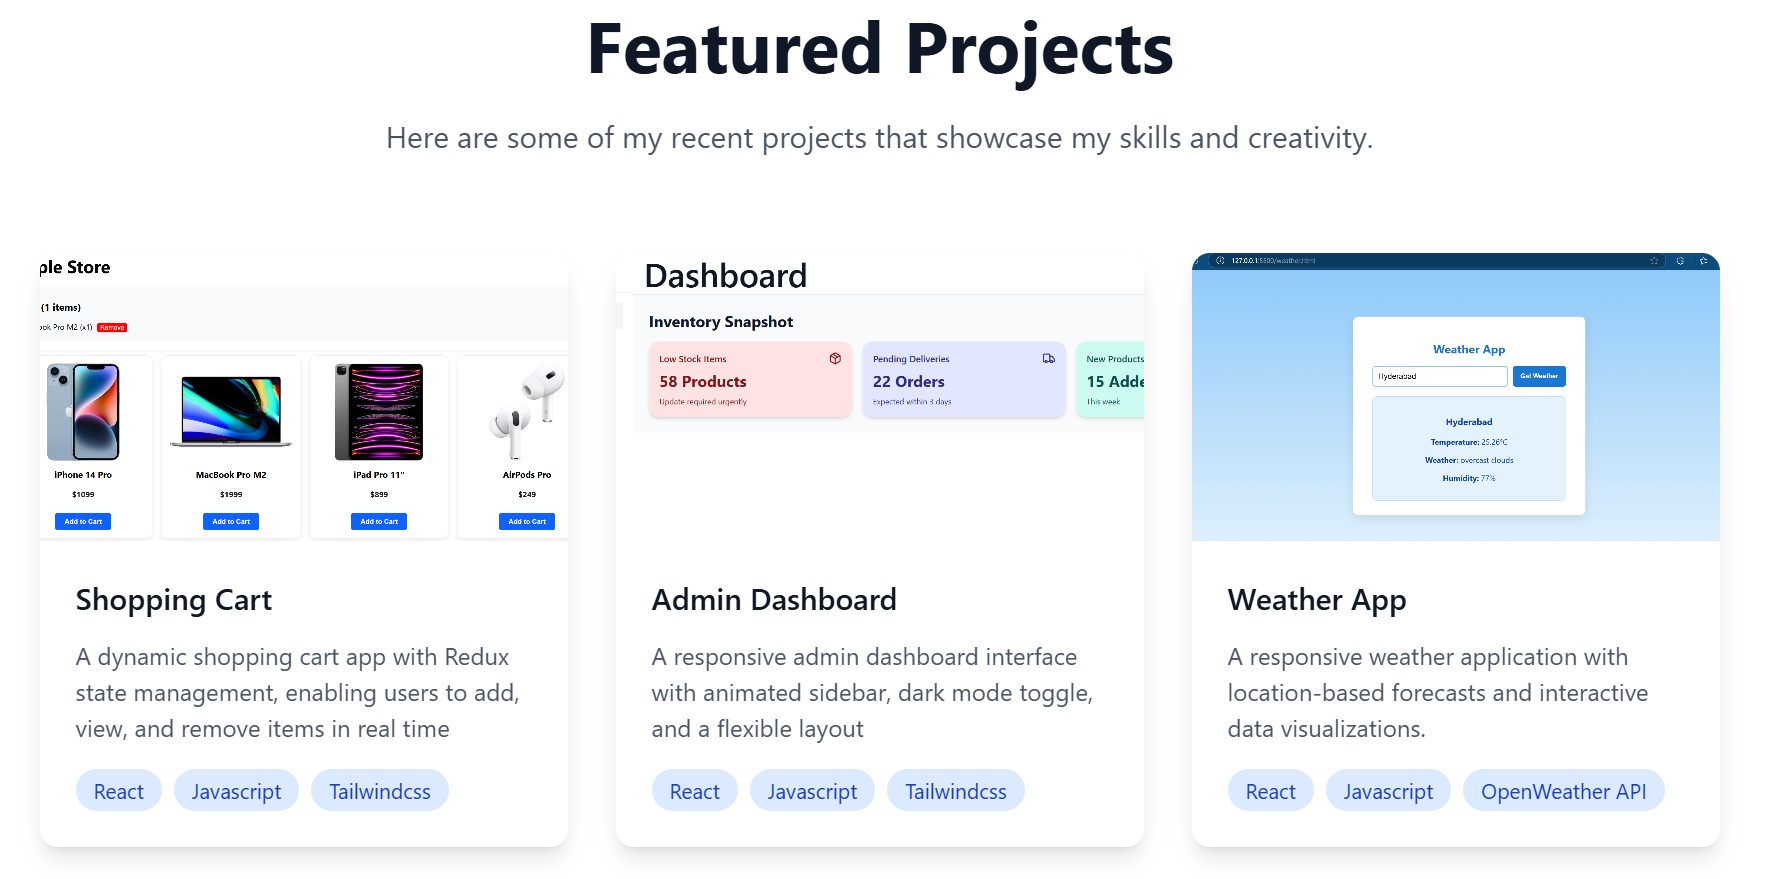 Featured Projects
Here are some of my recent projects that showcase my skills and creativity.
ple Store
(1 items)
ook Pro M2 (x1) Remove
iPhone 14 Pro
$1099
Add to Cart
MacBook Pro M2
$1999
Add to Cart
iPad Pro 11"
$899
Add to Cart
AirPods Pro
$249
Add to Cart
Shopping Cart
A dynamic shopping cart app with Redux
state management, enabling users to add,
view, and remove items in real time
React Javascript Tailwindcss
Dashboard
Inventory Snapshot
Low Stock Items
58 Products
Update required urgently
Pending Deliveries
22 Orders
Expected within 3 days
New Products
15 Adde
This week
Admin Dashboard
A responsive admin dashboard interface
with animated sidebar, dark mode toggle,
and a flexible layout
React Javascript Tailwindcss
127.0.0.1:5500/weather.html
Weather App
Hyderabad Get Weather
Hyderabad
Temperature: 25.26°C
Weather: overcast clouds
Humidity: 77%
Weather App
A responsive weather application with
location-based forecasts and interactive
data visualizations.
React Javascript OpenWeather API